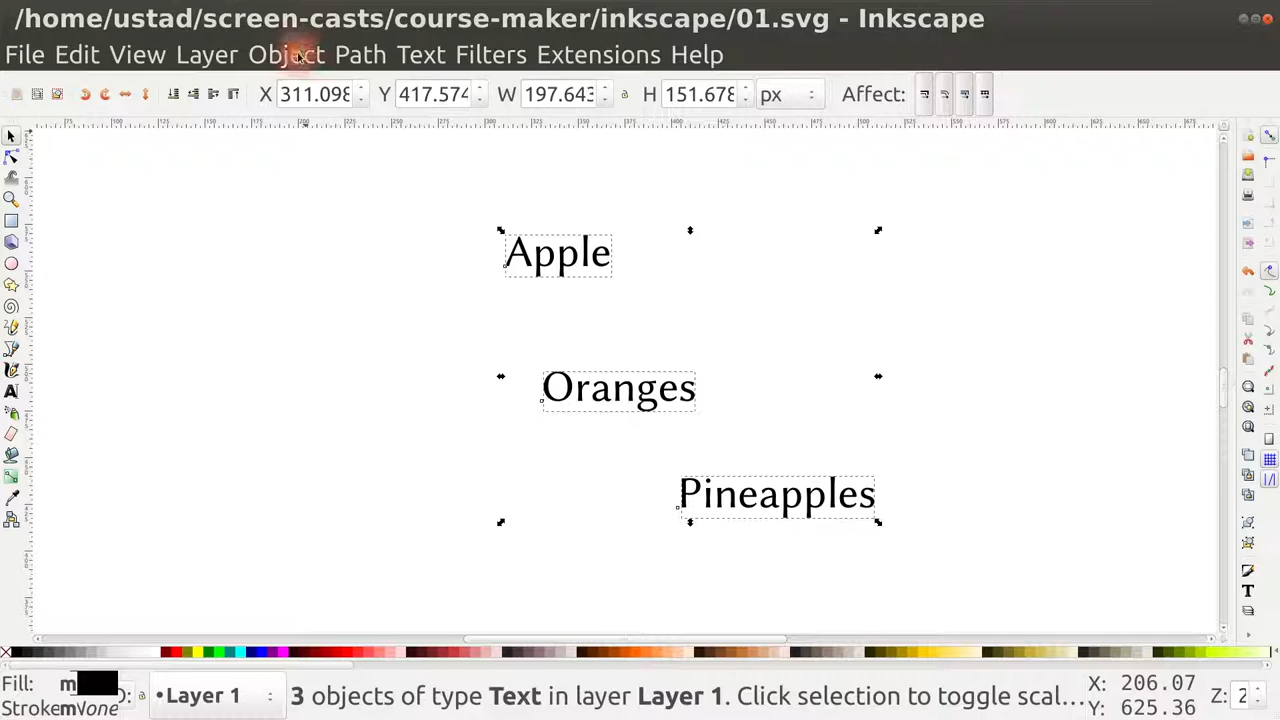 /home/ustad/screen-casts/course-maker/inkscape/01.svg - Inkscape
File Edit View Layer Object Path Text Filters Extensions Help
X 311.098 Y 417.574 W 197.643 H 151.678 px Affect:
Apple
Oranges
Pineapples
Fill: m
Stroke: m None
•Layer 1
3 objects of type Text in layer Layer 1. Click selection to toggle scal...
X: 206.07
Y: 625.36
Z: 2